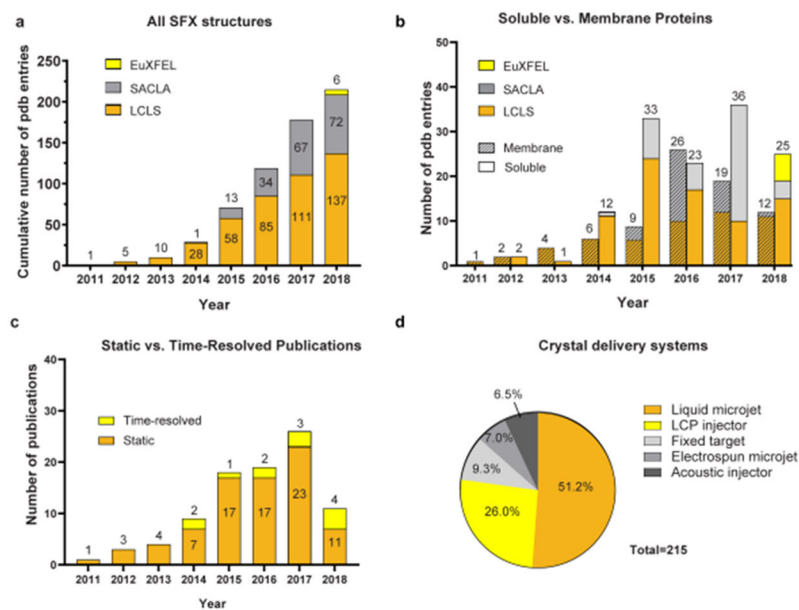 a
All SFX structures
Cumulative number of pdb entries
250
200
150
100
50
0
EuXFEL
SACLA
LCLS
1
5
10
1
28
13
58
34
85
67
111
6
72
137
2011 2012 2013 2014 2015 2016 2017 2018
Year
b
Soluble vs. Membrane Proteins
Number of pdb entries
50
40
30
20
10
0
EuXFEL
SACLA
LCLS
Membrane
Soluble
1
2 2
4 1
6 12
9 33
26 23
19 36
12 25
2011 2012 2013 2014 2015 2016 2017 2018
Year
c
Static vs. Time-Resolved Publications
Number of publications
40
30
20
10
0
Time-resolved
Static
1
3
4
2
7
1
17
2
17
3
23
4
11
2011 2012 2013 2014 2015 2016 2017 2018
Year
d
Crystal delivery systems
6.5%
7.0%
9.3%
26.0%
51.2%
Liquid microjet
LCP injector
Fixed target
Electrospun microjet
Acoustic injector
Total=215